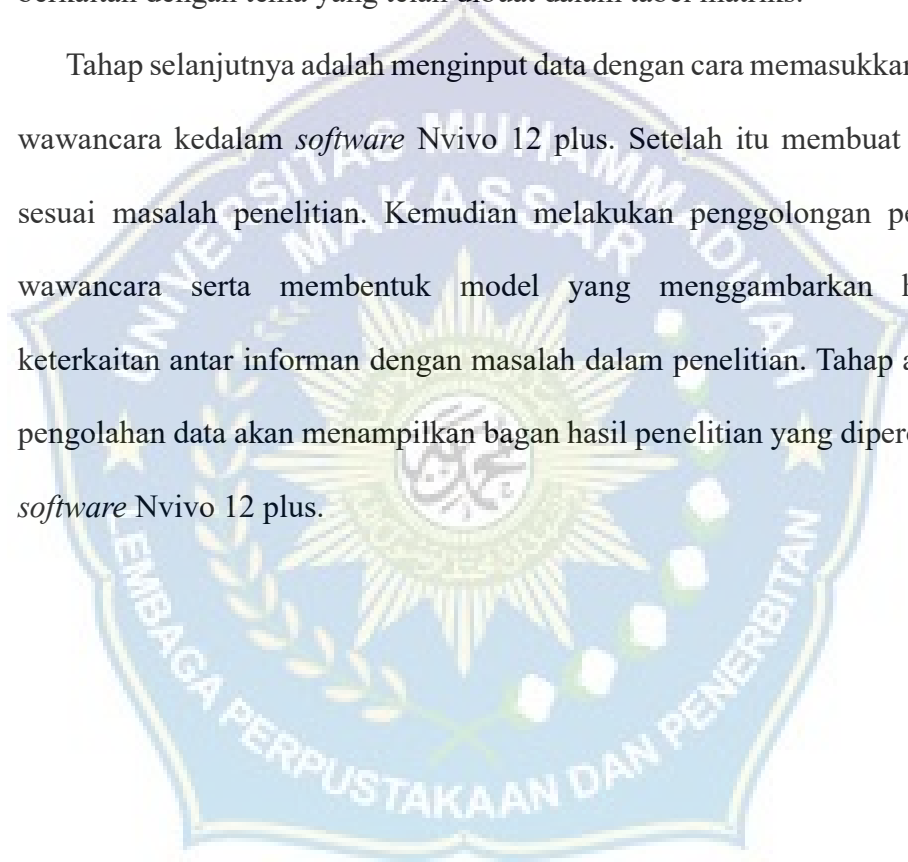 berkaitan dengan tema yang telah dibuat dalam tabel matriks.
Tahap selanjutnya adalah menginput data dengan cara memasukkan
wawancara kedalam software Nvivo 12 plus. Setelah itu membuat
sesuai masalah penelitian. Kemudian melakukan penggolongan pe
wawancara serta membentuk model yang menggambarkan h
keterkaitan antar informan dengan masalah dalam penelitian. Tahap a
pengolahan data akan menampilkan bagan hasil penelitian yang dipero
software Nvivo 12 plus.
UNIVERSITAS MUHAMMADIYAH
MAKASSAR
LEMBAGA PERPUSTAKAAN DAN PENERBITAN